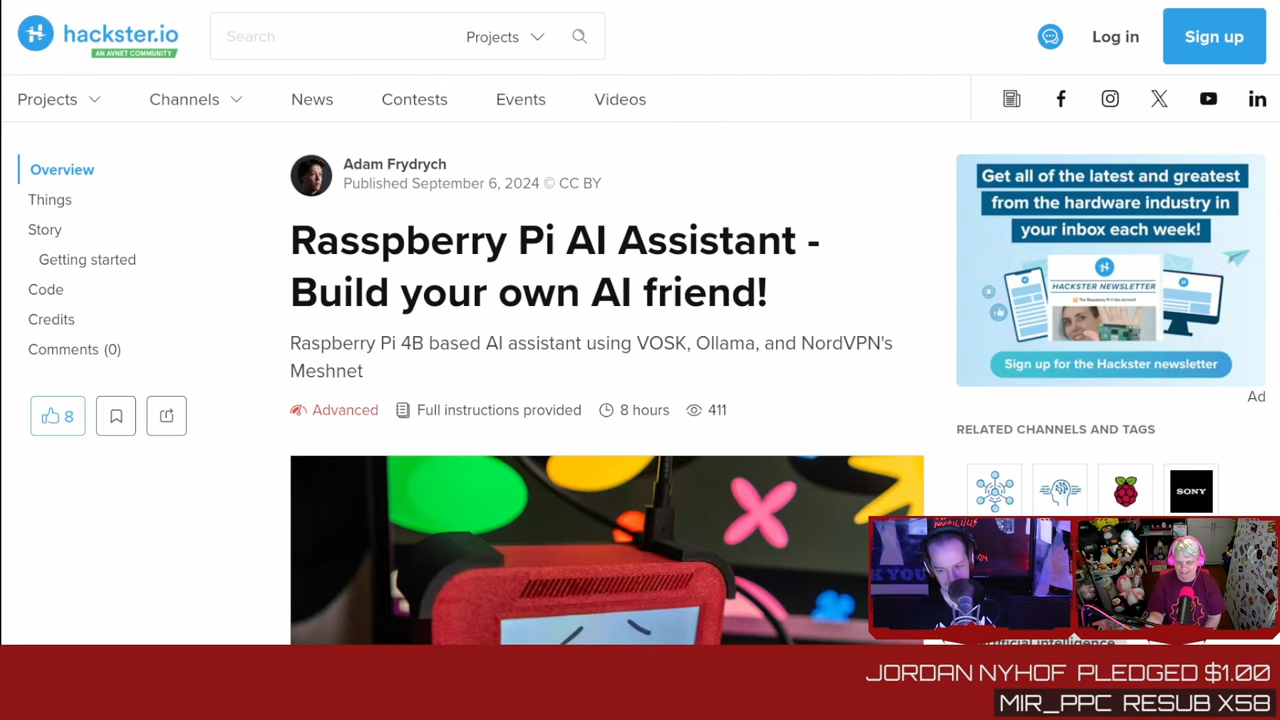 hackster.io
AN AVNET COMMUNITY
Search
Projects
Log in
Sign up
Projects
Channels
News
Contests
Events
Videos
Overview
Things
Story
Getting started
Code
Credits
Comments (0)
8
Adam Frydrych
Published September 6, 2024 © CC BY
Rasspberry Pi AI Assistant -
Build your own AI friend!
Raspberry Pi 4B based AI assistant using VOSK, Ollama, and NordVPN's
Meshnet
Advanced
Full instructions provided
8 hours
411
Get all of the latest and greatest
from the hardware industry in
your inbox each week!
HACKSTER NEWSLETTER
Sign up for the Hackster newsletter
Ad
RELATED CHANNELS AND TAGS
SONY
artificial intelligence
JORDAN NYHOF PLEDGED $1.00
MIR_PPC RESUB X58